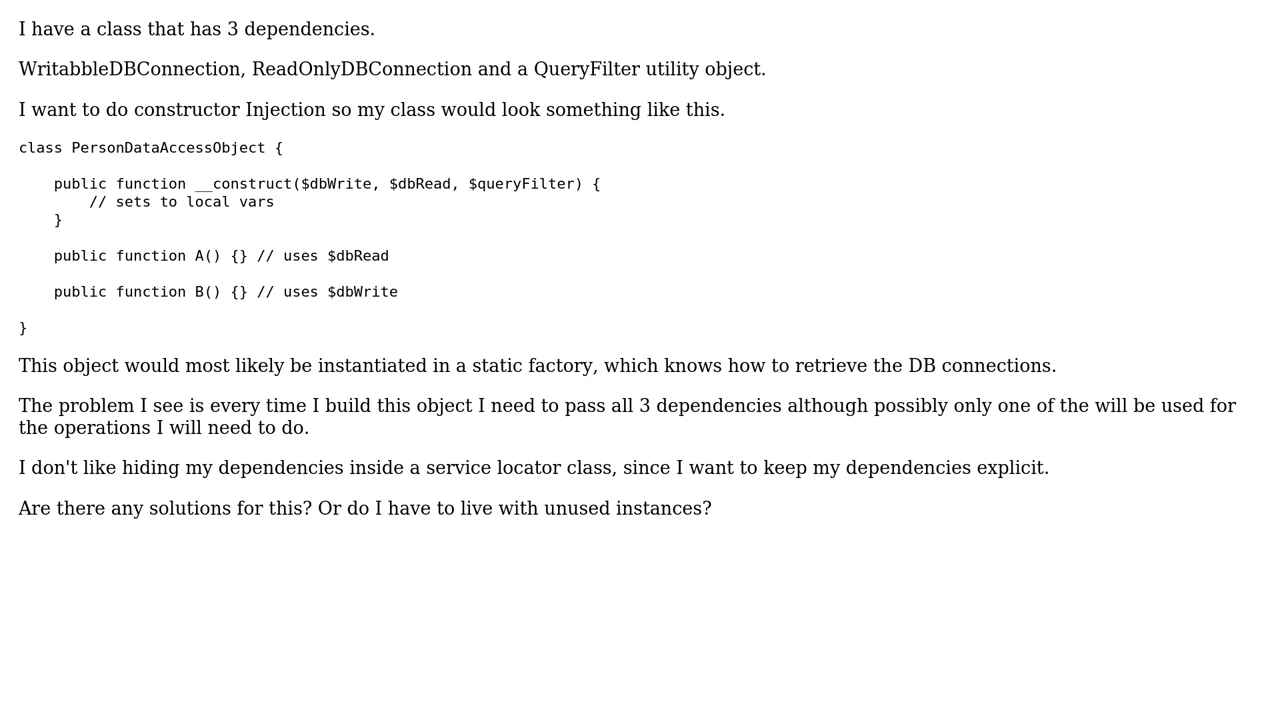 I have a class that has 3 dependencies.
WritabbleDBConnection, ReadOnlyDBConnection and a QueryFilter utility object.
I want to do constructor Injection so my class would look something like this.
class PersonDataAccessObject {
    public function __construct($dbWrite, $dbRead, $queryFilter) {
        // sets to local vars
    }
    public function A() {} // uses $dbRead
    public function B() {} // uses $dbWrite
}
This object would most likely be instantiated in a static factory, which knows how to retrieve the DB connections.
The problem I see is every time I build this object I need to pass all 3 dependencies although possibly only one of the will be used for
the operations I will need to do.
I don't like hiding my dependencies inside a service locator class, since I want to keep my dependencies explicit.
Are there any solutions for this? Or do I have to live with unused instances?